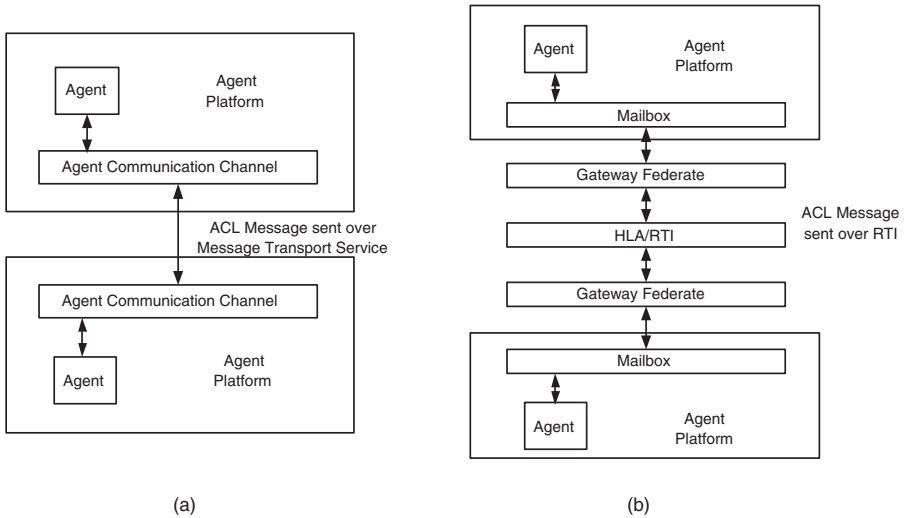 Agent
Agent
Platform
Agent Communication Channel
ACL Message sent over
Message Transport Service
Agent Communication Channel
Agent
Agent
Platform
(a)
Agent
Agent
Platform
Mailbox
Gateway Federate
ACL Message
sent over RTI
HLA/RTI
Gateway Federate
Mailbox
Agent
Agent
Platform
(b)